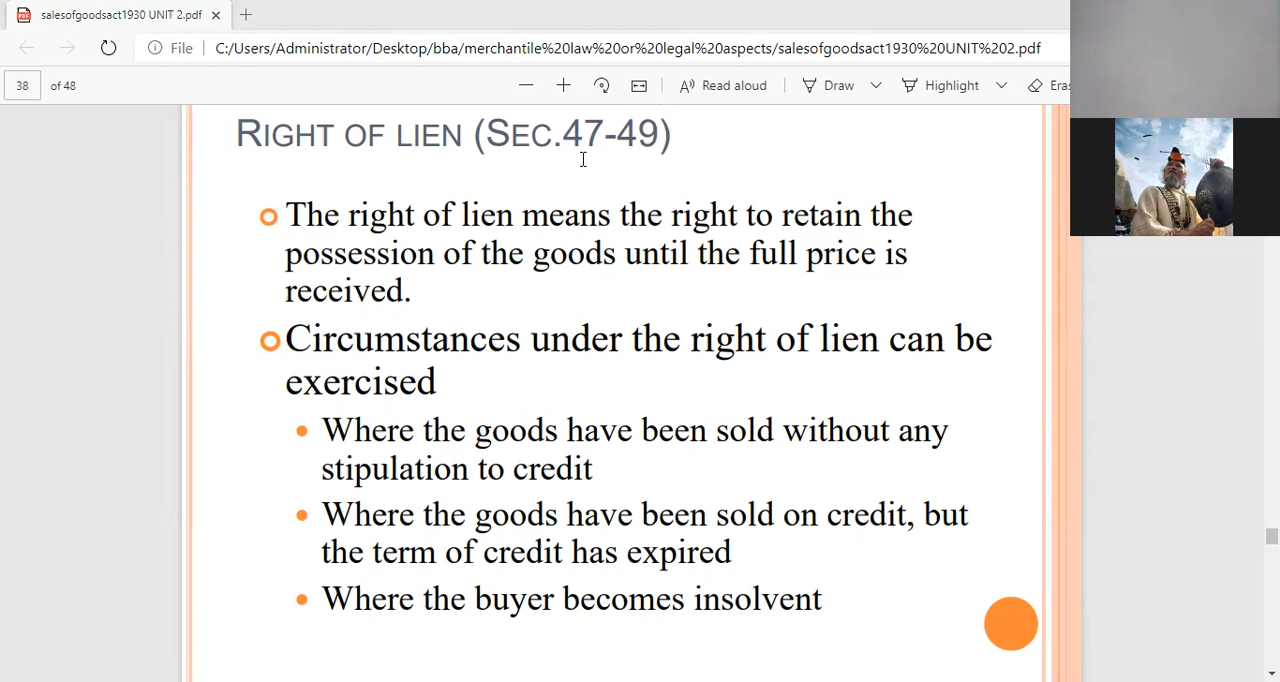 salesofgoodsact1930 UNIT 2.pdf
File C:/Users/Administrator/Desktop/bba/merchantile%20law%20or%20legal%20aspects/salesofgoodsact1930%20UNIT%202.pdf
38 of 48 Read aloud Draw Highlight Eras
RIGHT OF LIEN (SEC.47-49)
The right of lien means the right to retain the
possession of the goods until the full price is
received.
Circumstances under the right of lien can be
exercised
Where the goods have been sold without any
stipulation to credit
Where the goods have been sold on credit, but
the term of credit has expired
Where the buyer becomes insolvent